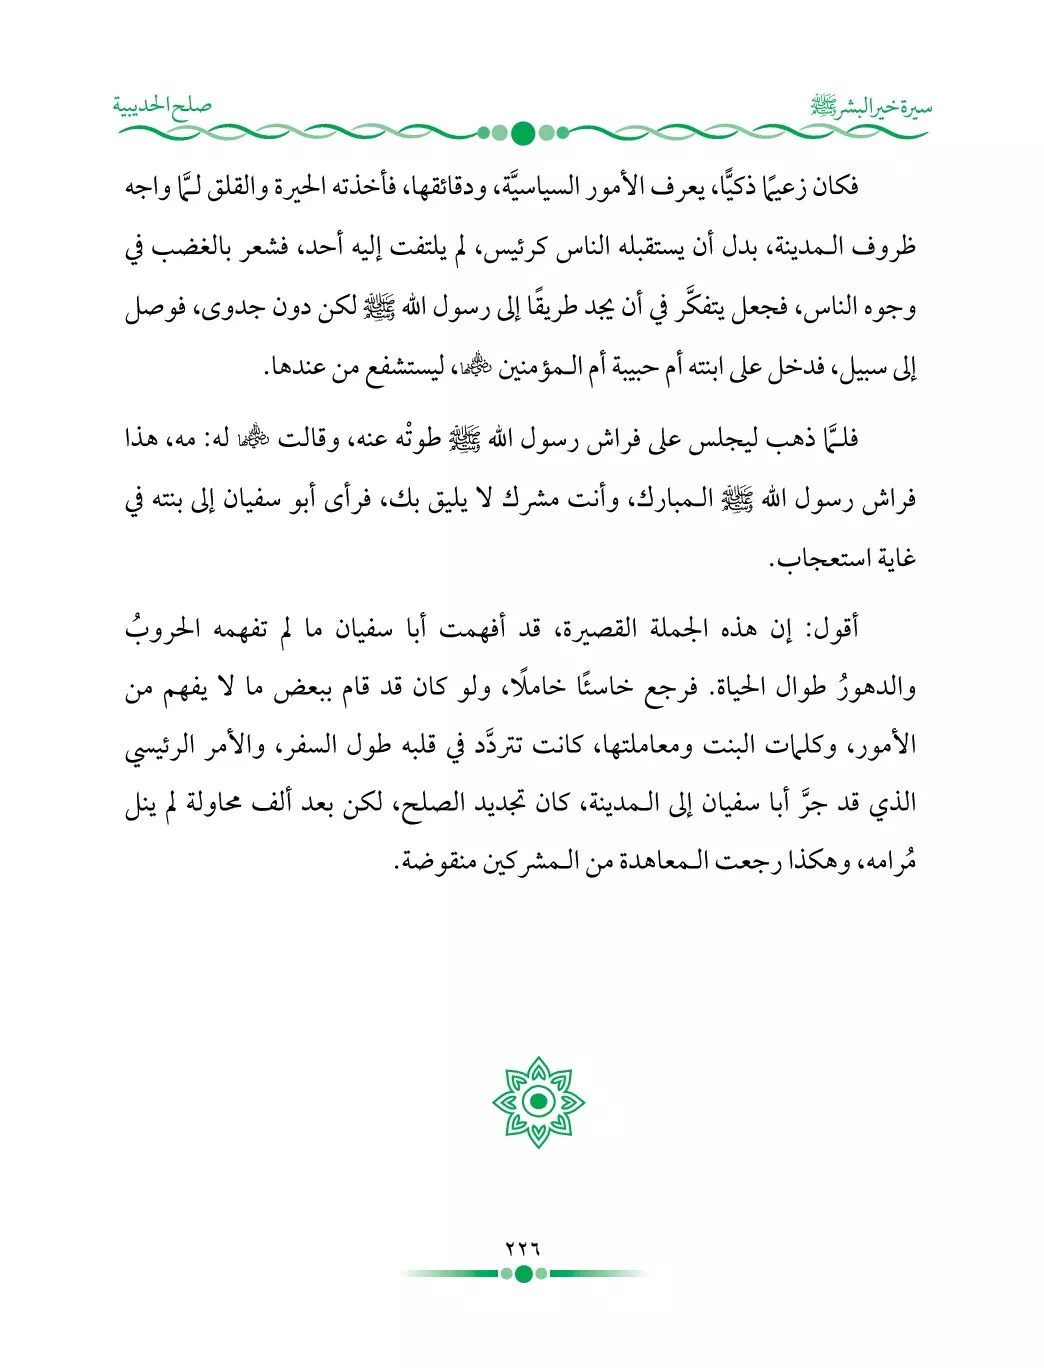 سيرة خير البشر ﷺ
صلح الحديبية
فكان زعيمًا ذكيًّا، يعرف الأمور السياسيَّة، ودقائقها، فأخذته الحيرة والقلق لـمَّا واجه
ظروف الـمدينة، بدل أن يستقبله الناس كرئيس، لم يلتفت إليه أحد، فشعر بالغضب في
وجوه الناس، فجعل يتفكَّر في أن يجد طريقًا إلى رسول الله ﷺ لكن دون جدوى، فوصل
إلى سبيل، فدخل على ابنته أم حبيبة أم الـمؤمنين رضي الله عنها، ليستشفع من عندها.
فلـمَّا ذهب ليجلس على فراش رسول الله ﷺ طوتْه عنه، وقالت رضي الله عنها له: مه، هذا
فراش رسول الله ﷺ الـمبارك، وأنت مشرك لا يليق بك، فرأى أبو سفيان إلى بنته في
غاية استعجاب.
أقول: إن هذه الجملة القصيرة، قد أفهمت أبا سفيان ما لم تفهمه الحروبُ
والدهورُ طوال الحياة. فرجع خاسئًا خاملًا، ولو كان قد قام ببعض ما لا يفهم من
الأمور، وكلمات البنت ومعاملتها، كانت تتردَّد في قلبه طول السفر، والأمر الرئيسي
الذي قد جرَّ أبا سفيان إلى الـمدينة، كان تجديد الصلح، لكن بعد ألف محاولة لم ينل
مُرامه، وهكذا رجعت الـمعاهدة من الـمشركين منقوضة.
٢٢٦